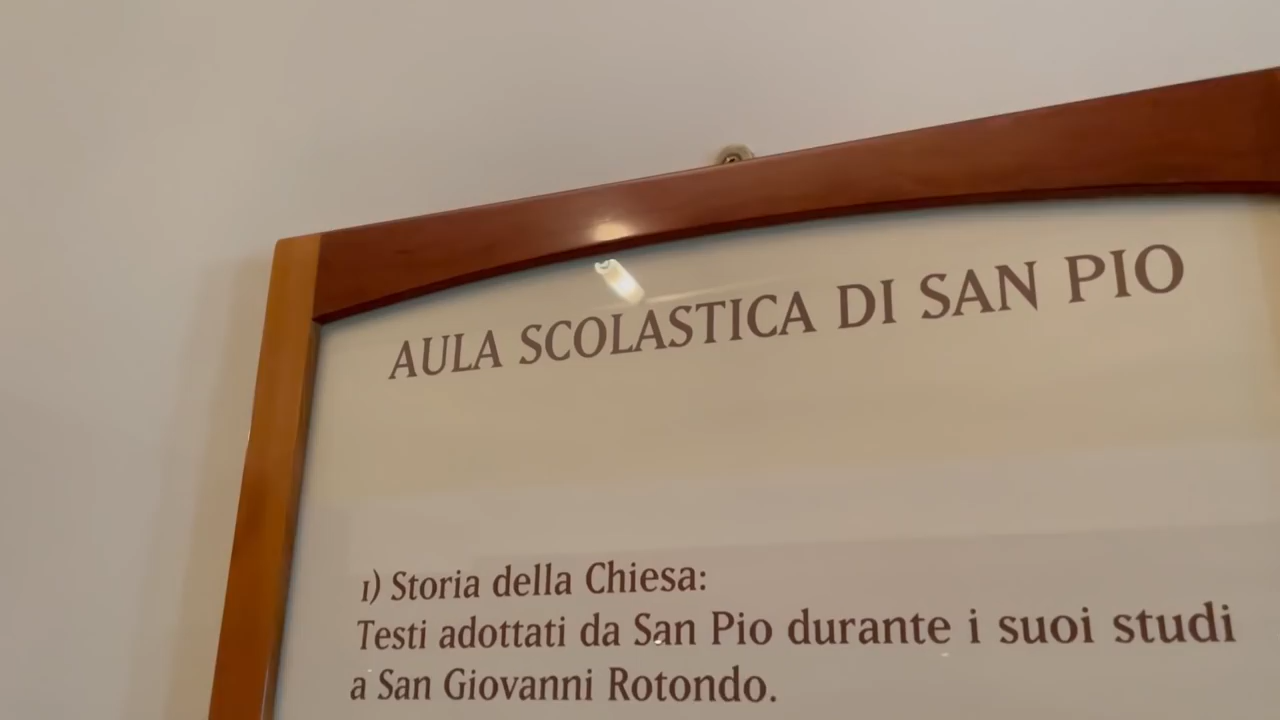 AULA SCOLASTICA DI SAN PIO
1) Storia della Chiesa:
Testi adottati da San Pio durante i suoi studi
a San Giovanni Rotondo.